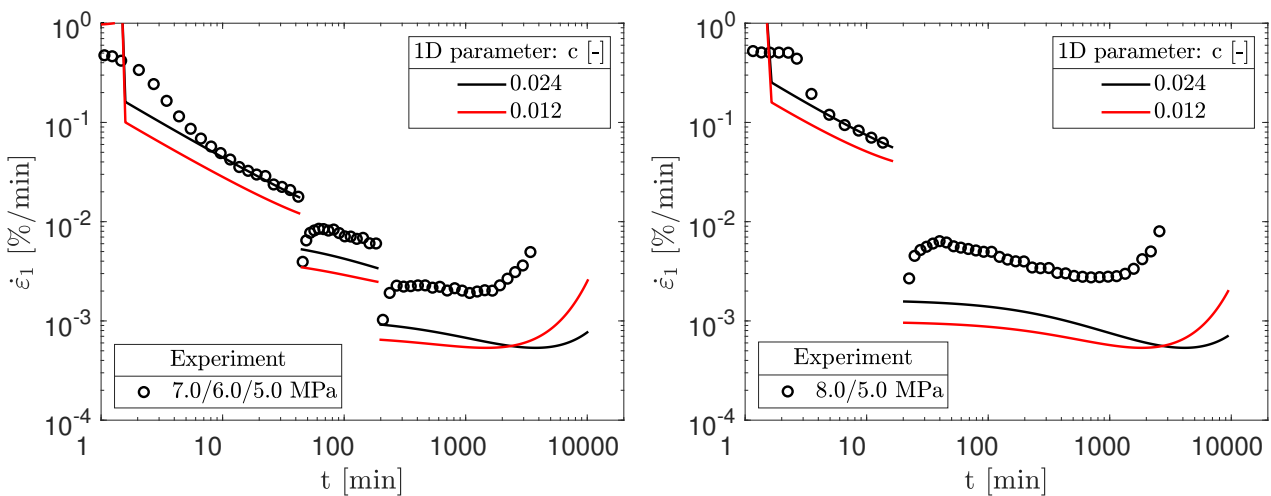 10^0
10^-1
10^-2
10^-3
10^-4
ε̇₁ [%/min]
1 10 100 1000 10000
t [min]
1D parameter: c [-]
0.024
0.012
Experiment
7.0/6.0/5.0 MPa
10^0
10^-1
10^-2
10^-3
10^-4
ε̇₁ [%/min]
1 10 100 1000 10000
t [min]
1D parameter: c [-]
0.024
0.012
Experiment
8.0/5.0 MPa